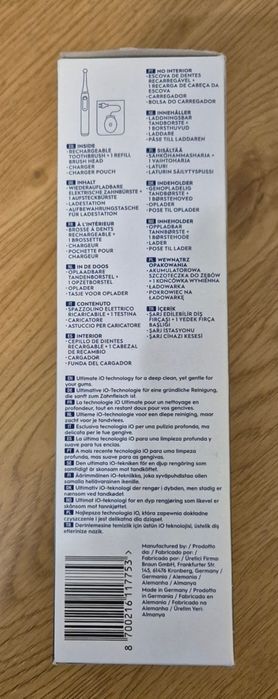 EN INSIDE
-RECHARGEABLE
TOOTHBRUSH + 1 REFILL
BRUSH HEAD
-CHARGER
-CHARGER POUCH
DE INHALT
-WIEDERAUFLADBARE
ELEKTRISCHE ZAHNBÜRSTE +
1 AUFSTECKBÜRSTE
-LADESTATION
-AUFBEWAHRUNGSTASCHE
FÜR LADESTATION
FR À L'INTÉRIEUR
-BROSSE À DENTS
RECHARGEABLE +
1 BROSSETTE
-CHARGEUR
-POCHETTE POUR
CHARGEUR
NL IN DE DOOS
-OPLAADBARE
TANDENBORSTEL +
1 OPZETBORSTEL
-OPLADER
-TASJE VOOR OPLADER
IT CONTENUTO
-SPAZZOLINO ELETTRICO
RICARICABILE + 1 TESTINA
-CARICATORE
-ASTUCCIO PER CARICATORE
ES INTERIOR
-CEPILLO DE DIENTES
RECARGABLE + 1 CABEZAL
DE RECAMBIO
-CARGADOR
-FUNDA DEL CARGADOR
PT NO INTERIOR
-ESCOVA DE DENTES
RECARREGÁVEL +
1 RECARGA DE CABEÇA DA
ESCOVA
-CARREGADOR
-BOLSA DO CARREGADOR
SE INNEHÅLLER
-LADDNINGSBAR
TANDBORSTE +
1 BORSTHUVUD
-LADDARE
-PÅSE TILL LADDAREN
FI SISÄLTÄÄ
-SÄHKÖHAMMASHARJA +
1 VAIHTOHARJA
-LATURI
-LATURIN SÄILYTYSPUSSI
DK INDEHOLDER
-GENOPLADELIG
TANDBØRSTE +
1 BØRSTEHOVED
-OPLADER
-POSE TIL OPLADER
NO INNEHOLDER
-OPPLADBAR
TANNBØRSTE +
1 BØRSTEHODE
-LADER
-POSE TIL LADER
PL WEWNĄTRZ
OPAKOWANIA
-AKUMULATOROWA
SZCZOTECZKA DO ZĘBÓW
+ 1 KOŃCÓWKA WYMIENNA
-ŁADOWARKA
-POKROWIEC NA
ŁADOWARKĘ
TR İÇERİK
-ŞARJ EDİLEBİLİR DİŞ
FIRÇASI + 1 YEDEK FIRÇA
BAŞLIĞI
-ŞARJ İSTASYONU
-ŞARJ CİHAZI KESESİ
EN Ultimate iO technology for a deep clean, yet gentle for
your gums.
DE Ultimative iO-Technologie für eine gründliche Reinigung,
die sanft zum Zahnfleisch ist.
FR La technologie iO Ultimate pour un nettoyage en
profondeur, tout en restant doux pour vos gencives.
NL Ultieme iO-technologie voor een diepe reiniging, maar
zacht voor je tandvlees.
IT Esclusiva tecnologia iO per una pulizia profonda, ma
delicata per le tue gengive.
ES La última tecnología iO para una limpieza profunda y
suave para tus encías.
PT A mais recente tecnologia iO para uma limpeza
profunda, mais suave para as gengivas.
SE Den ultimata iO-tekniken för en djup rengöring som
samtidigt är skonsam mot tandköttet.
DK Ultimativ iO-teknologi der rengør i dybden, men stadig er
nænsom ved tandkødet
NO Ultimat iO-teknologi for en dyp rengjøring som likevel er
skånsom mot tannkjøttet.
PL Najlepsza technologia iO, która zapewnia dokładne
czyszczenie i jest delikatna dla dziąseł.
TR Derinlemesine temizlik için üstün iO teknolojisi, üstelik diş
etlerinize nazik.
Manufactured by: / Prodotto
da / Fabricado por: /
Fabricado por: / Üretici Firma
Braun GmbH, Frankfurter Str
145, 61476 Kronberg, Germany
/ Germania / Alemania /
Alemanha / Almanya
Made in Germany / Prodotto
in Germania / Fabricado en
Alemania / Fabricado na
Alemanha / Almanya'da
Üretilmiştir
8 700216 117753 >